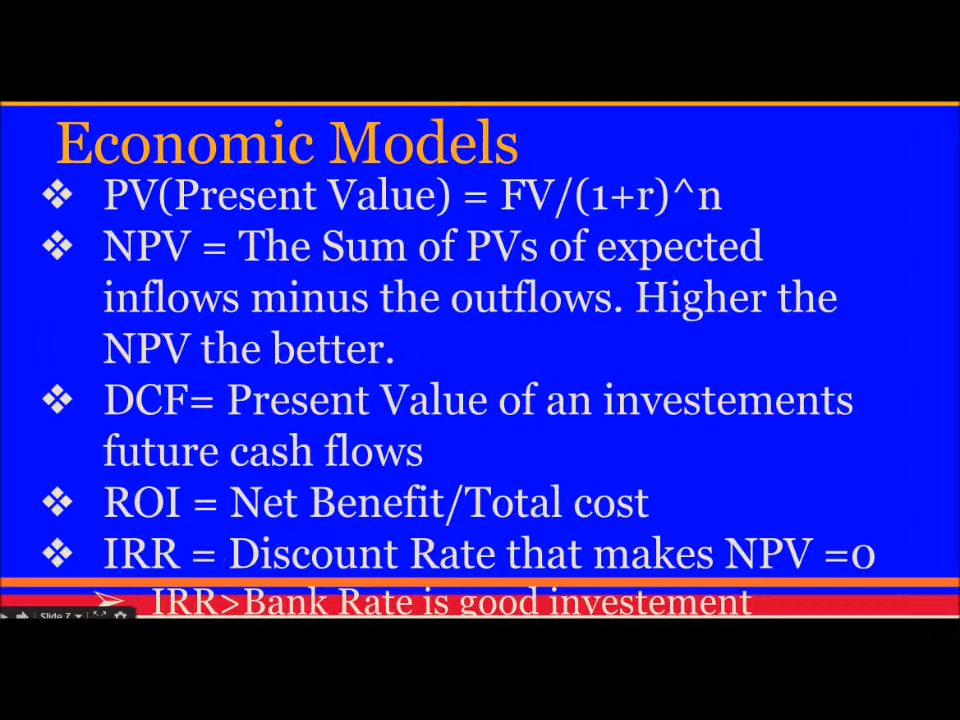 Economic Models
❖ PV(Present Value) = FV/(1+r)^n
❖ NPV = The Sum of PVs of expected
inflows minus the outflows. Higher the
NPV the better.
❖ DCF= Present Value of an investements
future cash flows
❖ ROI = Net Benefit/Total cost
❖ IRR = Discount Rate that makes NPV =0
➢ IRR>Bank Rate is good investement
Slide 7